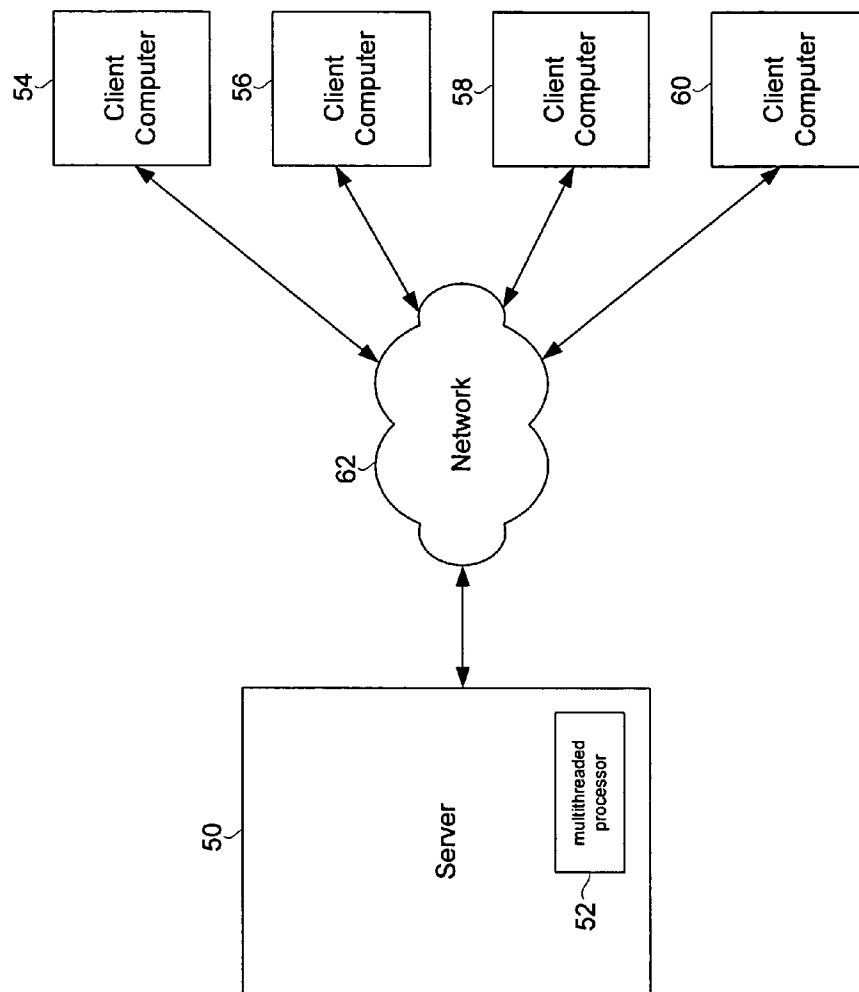 50
Server
multithreaded
processor
52
62
Network
54
Client
Computer
56
Client
Computer
58
Client
Computer
60
Client
Computer